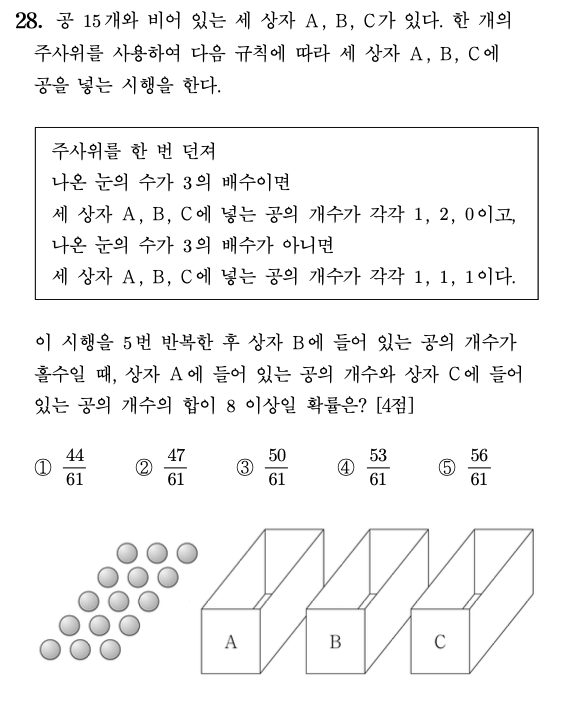 28. 공 15개와 비어 있는 세 상자 A, B, C가 있다. 한 개의
주사위를 사용하여 다음 규칙에 따라 세 상자 A, B, C에
공을 넣는 시행을 한다.
주사위를 한 번 던져
나온 눈의 수가 3의 배수이면
세 상자 A, B, C에 넣는 공의 개수가 각각 1, 2, 0이고,
나온 눈의 수가 3의 배수가 아니면
세 상자 A, B, C에 넣는 공의 개수가 각각 1, 1, 1이다.
이 시행을 5번 반복한 후 상자 B에 들어 있는 공의 개수가
홀수일 때, 상자 A에 들어 있는 공의 개수와 상자 C에 들어
있는 공의 개수의 합이 8 이상일 확률은? [4점]
① 44/61 ② 47/61 ③ 50/61 ④ 53/61 ⑤ 56/61
A B C